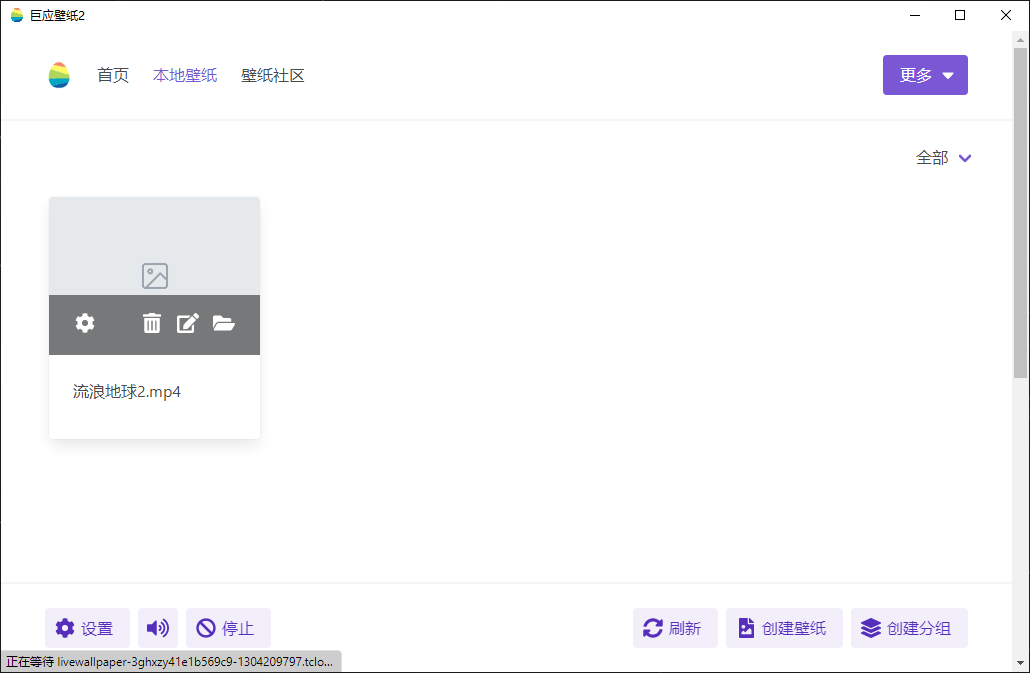 巨应壁纸2
首页 本地壁纸 壁纸社区 更多
全部
流浪地球2.mp4
设置 停止 刷新 创建壁纸 创建分组
正在等待 livewallpaper-3ghxzy41e1b569c9-1304209797.tclo...